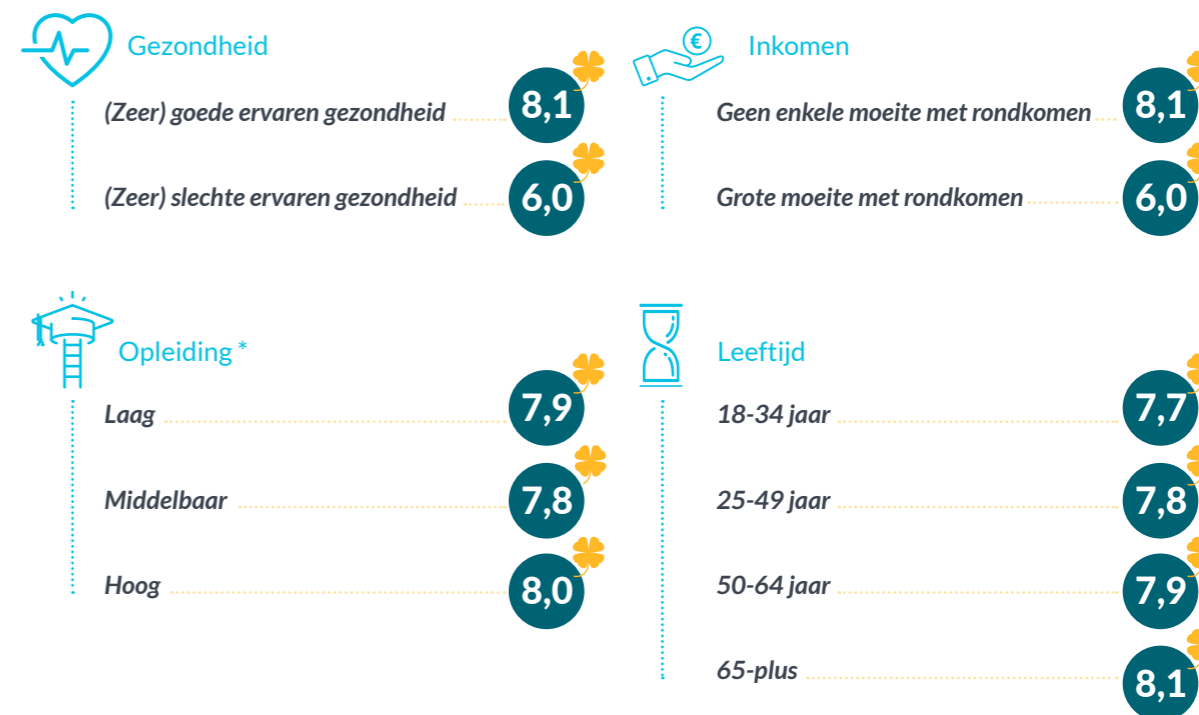 Gezondheid
(Zeer) goede ervaren gezondheid 8,1
(Zeer) slechte ervaren gezondheid 6,0
€
Inkomen
Geen enkele moeite met rondkomen 8,1
Grote moeite met rondkomen 6,0
Opleiding *
Laag 7,9
Middelbaar 7,8
Hoog 8,0
Leeftijd
18-34 jaar 7,7
25-49 jaar 7,8
50-64 jaar 7,9
65-plus 8,1